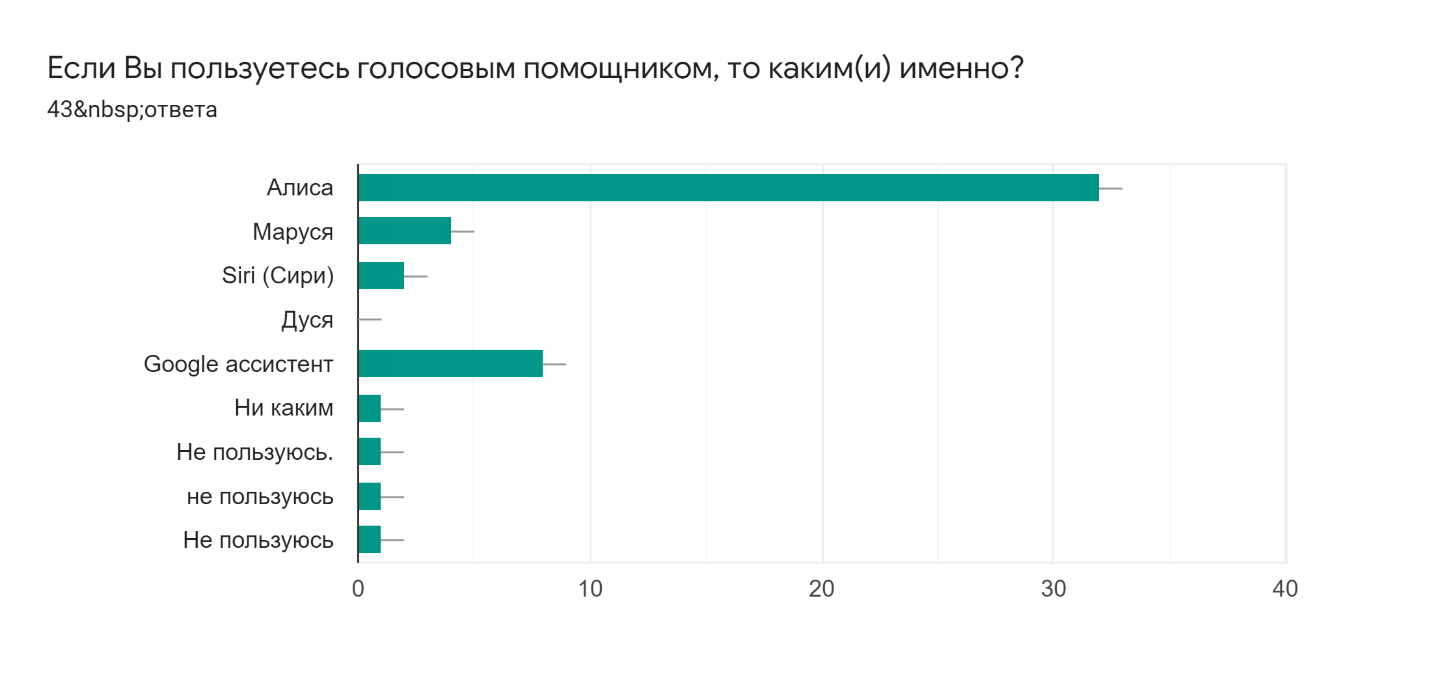 Если Вы пользуетесь голосовым помощником, то каким(и) именно?
43&nbsp;ответа
Алиса
Маруся
Siri (Сири)
Дуся
Google ассистент
Ни каким
Не пользуюсь.
не пользуюсь
Не пользуюсь
0 10 20 30 40